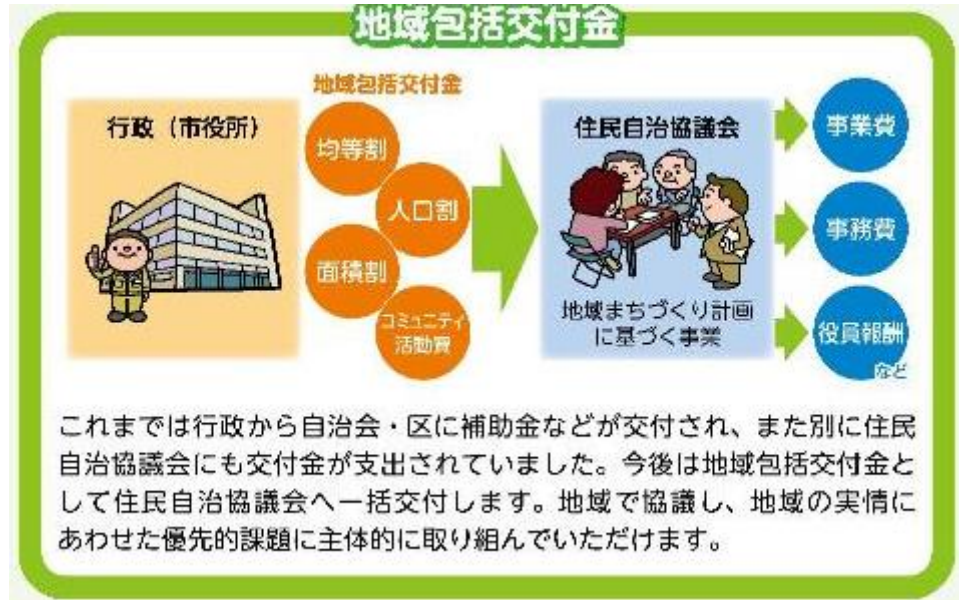 地域包括交付金
地域包括交付金
行政（市役所）
均等割
人口割
面積割
コミュニティ
活動費
住民自治協議会
地域まちづくり計画
に基づく事業
事業費
事務費
役員報酬
など
これまでは行政から自治会・区に補助金などが交付され、また別に住民
自治協議会にも交付金が支出されていました。今後は地域包括交付金と
して住民自治協議会へ一括交付します。地域で協議し、地域の実情に
あわせた優先的課題に主体的に取り組んでいただけます。